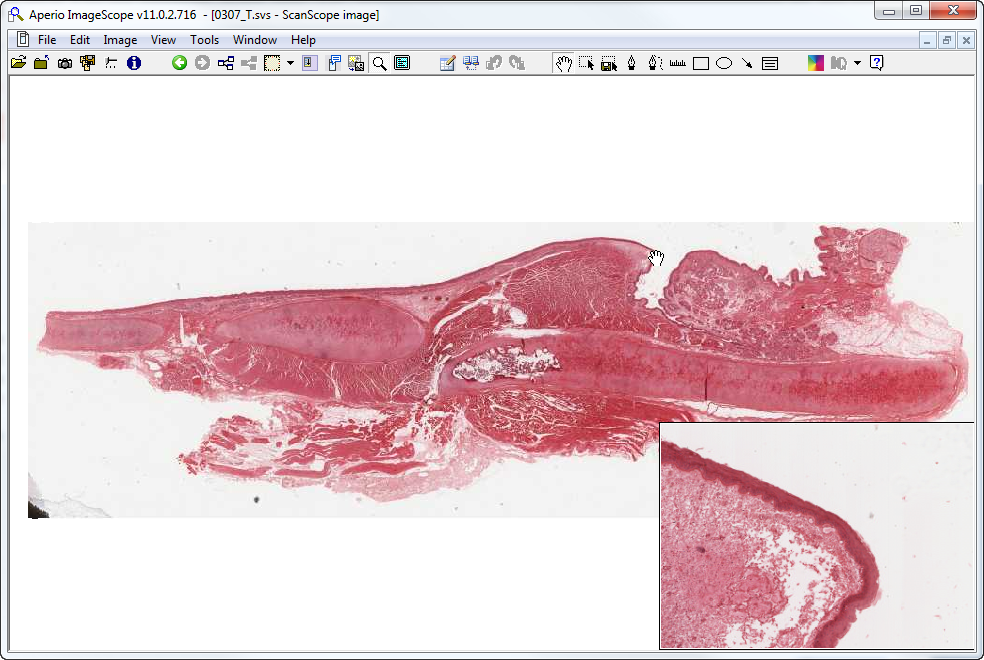 Aperio ImageScope v11.0.2.716 - [0307_T.svs - ScanScope image]
File Edit Image View Tools Window Help